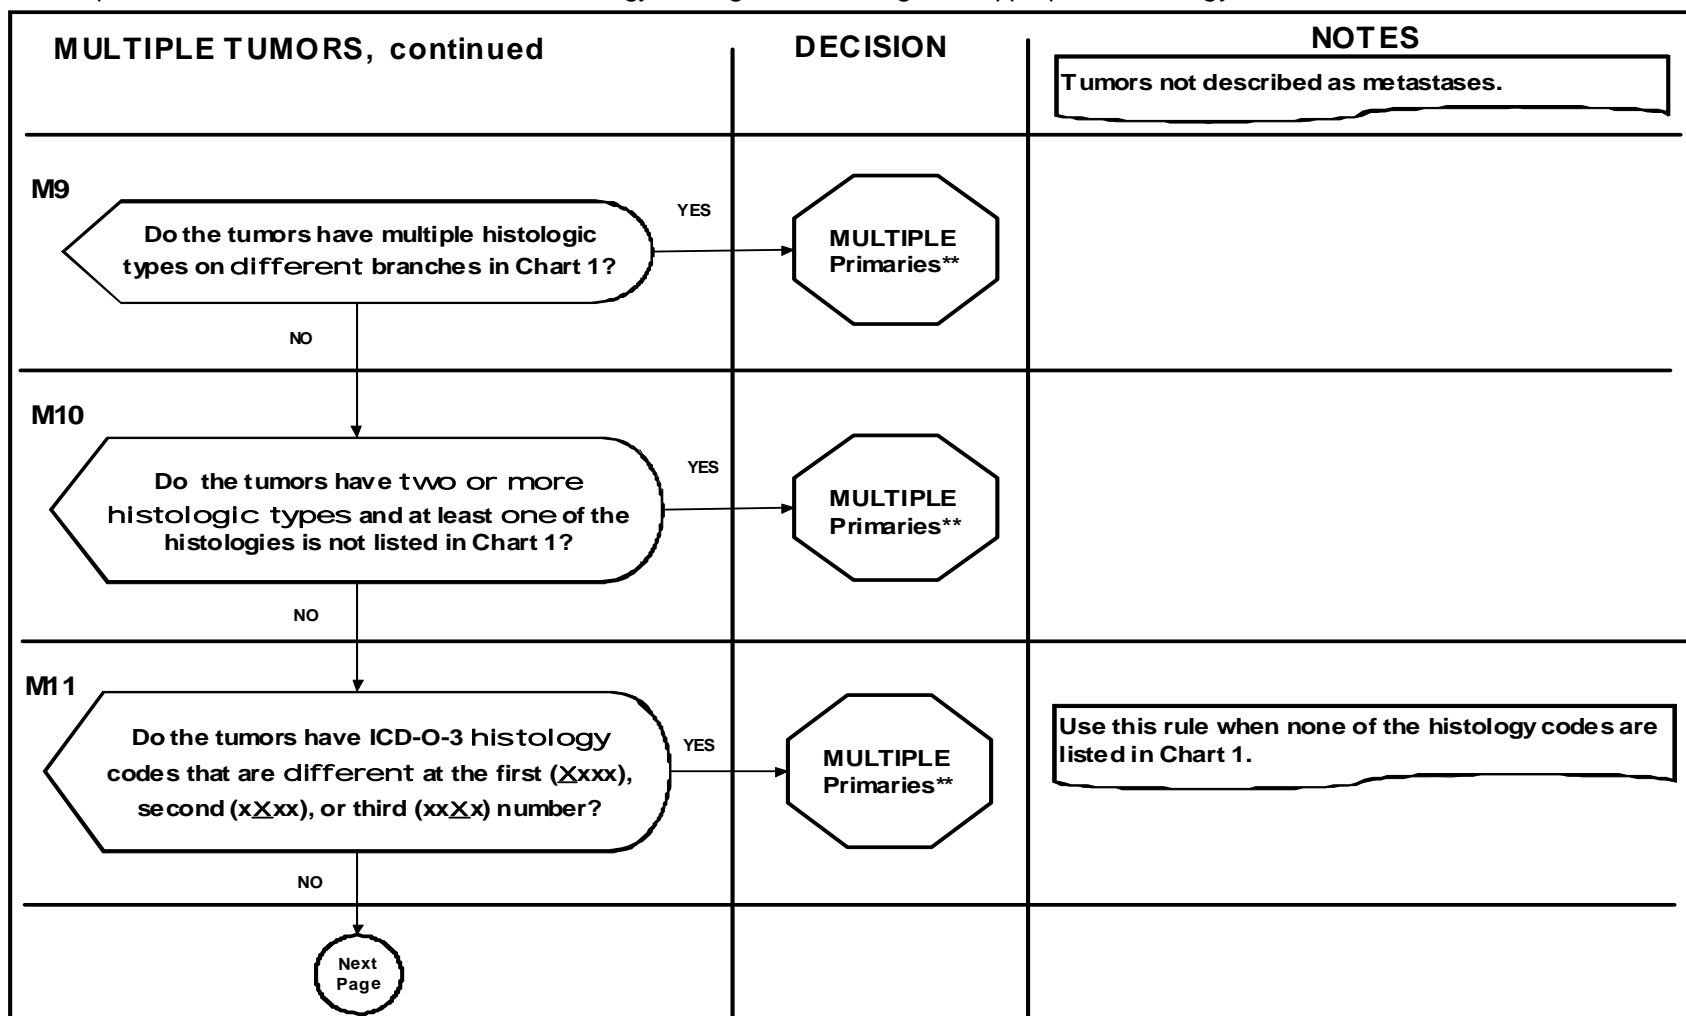 MULTIPLE TUMORS, continued
DECISION
NOTES
Tumors not described as metastases.
M9
Do the tumors have multiple histologic
types on different branches in Chart 1?
YES
MULTIPLE
Primaries**
NO
M10
Do the tumors have two or more
histologic types and at least one of the
histologies is not listed in Chart 1?
YES
MULTIPLE
Primaries**
NO
M11
Do the tumors have ICD-O-3 histology
codes that are different at the first (Xxxx),
second (xXxx), or third (xxXx) number?
YES
MULTIPLE
Primaries**
Use this rule when none of the histology codes are
listed in Chart 1.
NO
Next
Page